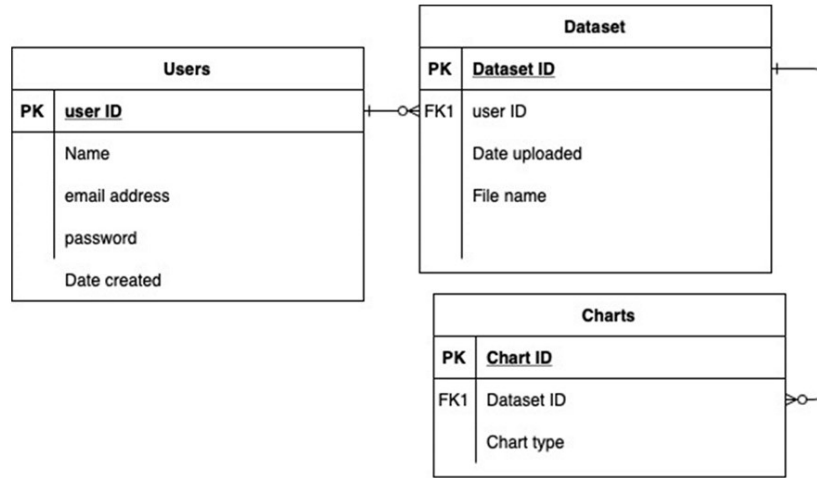 Users
PK user ID
Name
email address
password
Date created
Dataset
PK Dataset ID
FK1 user ID
Date uploaded
File name
Charts
PK Chart ID
FK1 Dataset ID
Chart type